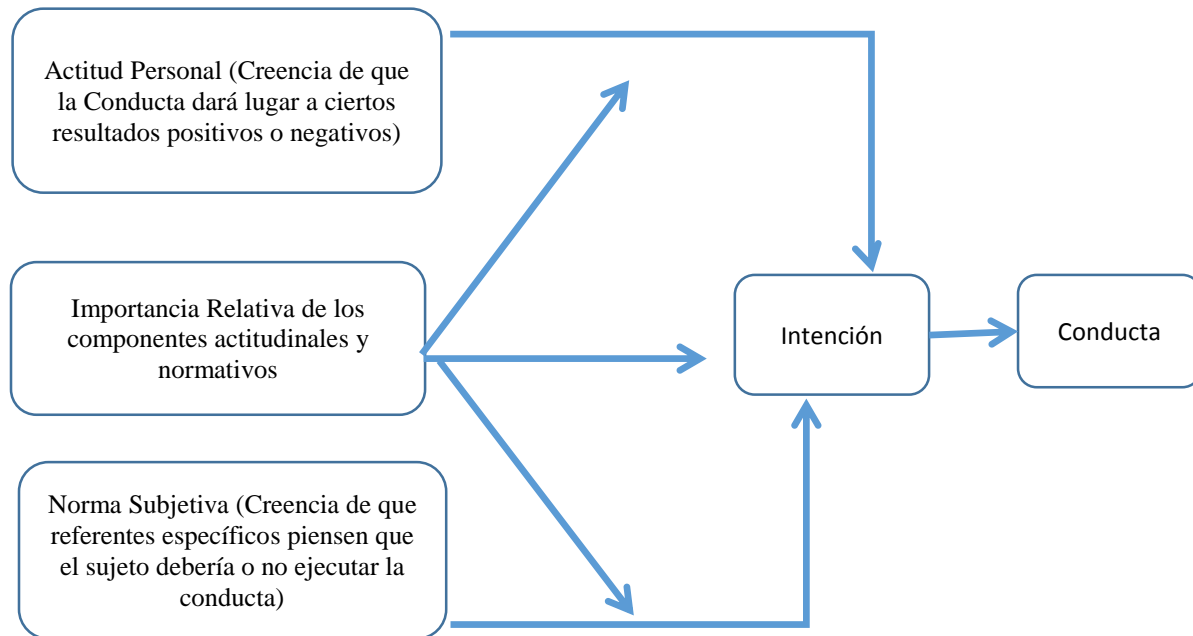 Actitud Personal (Creencia de que
la Conducta dará lugar a ciertos
resultados positivos o negativos)
Importancia Relativa de los
componentes actitudinales y
normativos
Intención
Conducta
Norma Subjetiva (Creencia de que
referentes específicos piensen que
el sujeto debería o no ejecutar la
conducta)